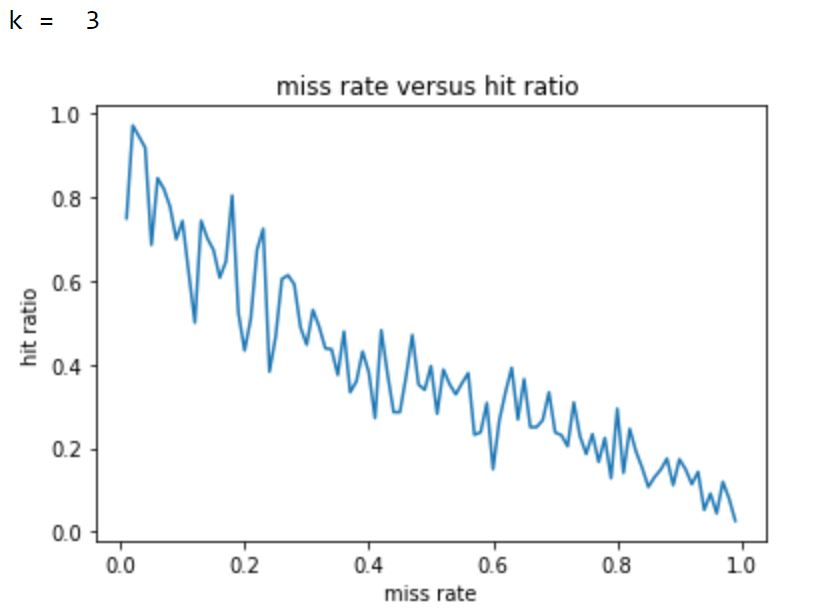 k = 3
miss rate versus hit ratio
1.0
0.8
0.6
0.4
0.2
0.0
hit ratio
0.0 0.2 0.4 0.6 0.8 1.0
miss rate